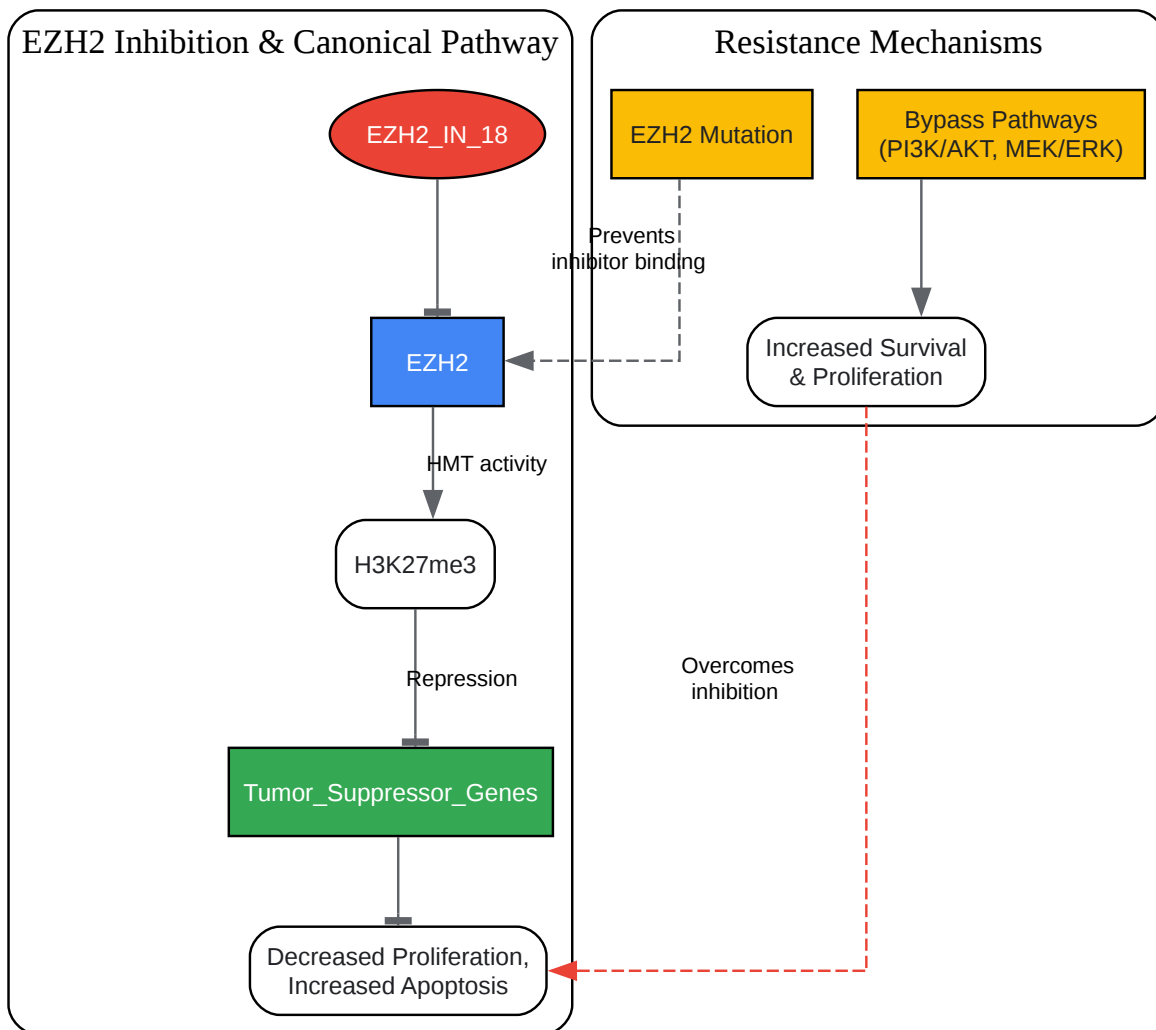 EZH2 Inhibition & Canonical Pathway
EZH2_IN_18
EZH2
HMT activity
H3K27me3
Repression
Tumor_Suppressor_Genes
Decreased Proliferation,
Increased Apoptosis
Resistance Mechanisms
EZH2 Mutation
Bypass Pathways
(PI3K/AKT, MEK/ERK)
Prevents
inhibitor binding
Increased Survival
& Proliferation
Overcomes
inhibition